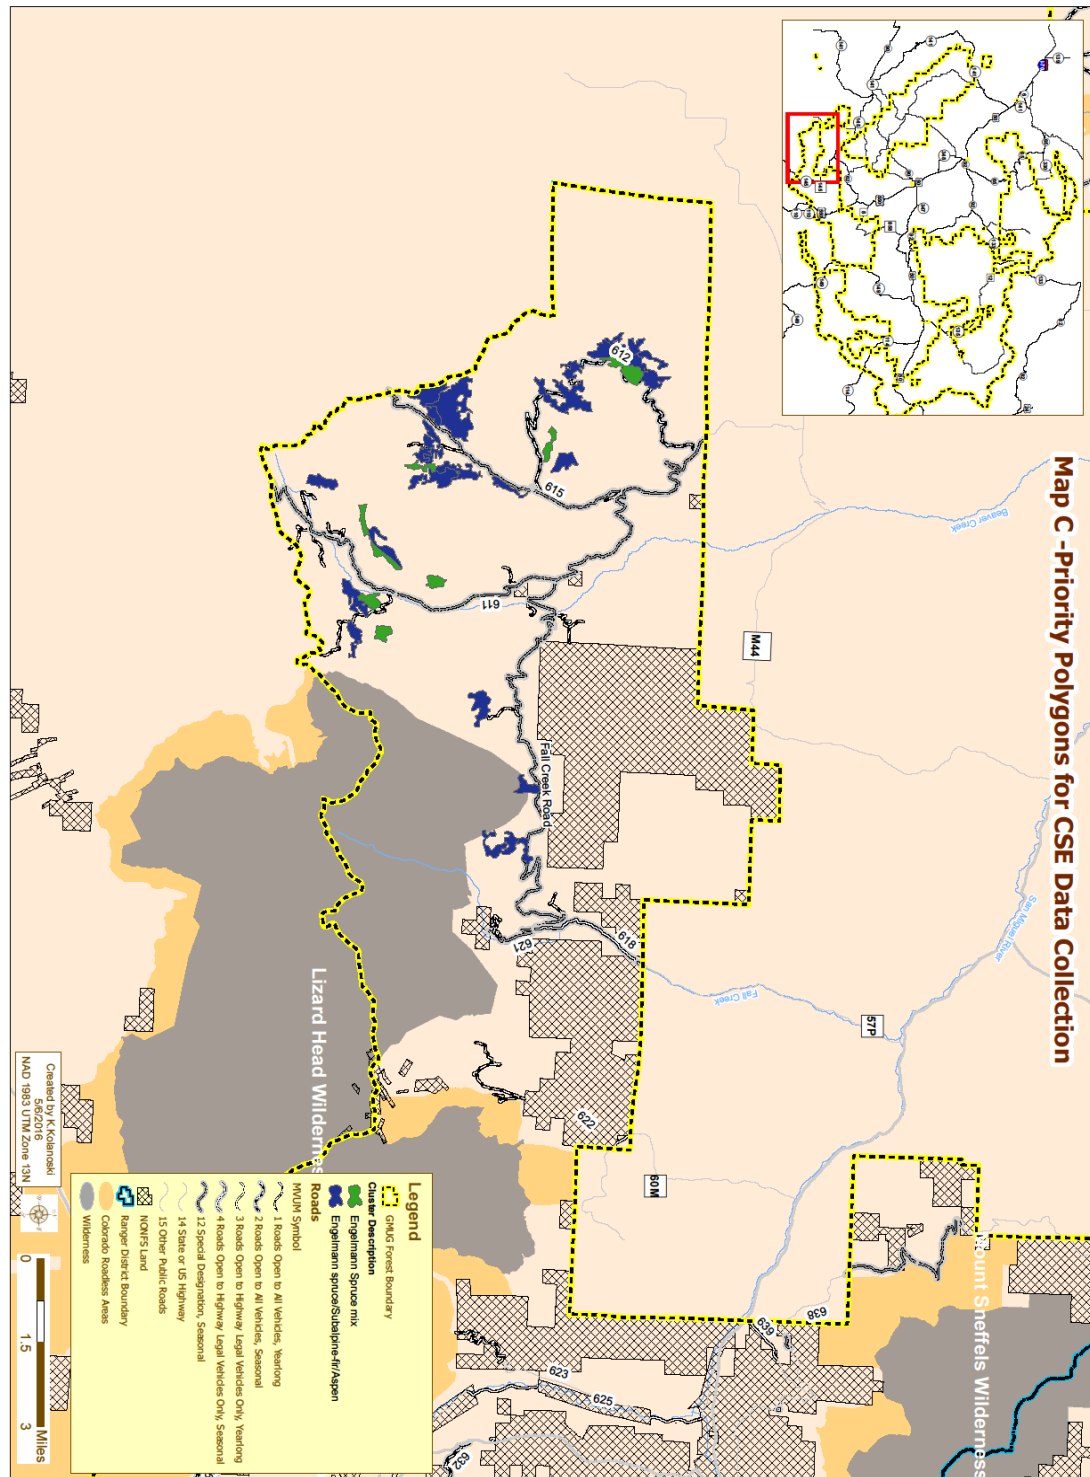 Map C -Priority Polygons for CSE Data Collection
Beaver Creek
M44
San Miguel River
612
615
611
Fall Creek Road
621
618
Fall Creek
57P
622
60M
638
639
623
625
632
Lizard Head Wildernes
Mount Sneffels Wilderness
Legend
GMUG Forest Boundary
Cluster Description
Engelmann Spruce mix
Engelmann spruce/Subalpine-fir/Aspen
Roads
MVUM Symbol
1 Roads Open to All Vehicles, Yearlong
2 Roads Open to All Vehicles, Seasonal
3 Roads Open to Highway Legal Vehicles Only, Yearlong
4 Roads Open to Highway Legal Vehicles Only, Seasonal
12 Special Designation, Seasonal
14 State or US Highway
15 Other Public Roads
NONFS Land
Ranger District Boundary
Colorado Roadless Areas
Wilderness
Created by K.Kolanoski
5/6/2016
NAD 1983 UTM Zone 13N
0 1.5 3
Miles